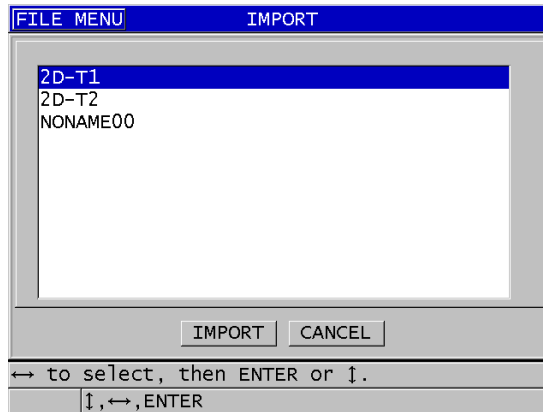 FILE MENU IMPORT
2D-T1
2D-T2
NONAME00
IMPORT CANCEL
↔ to select, then ENTER or ↕.
↕,↔,ENTER